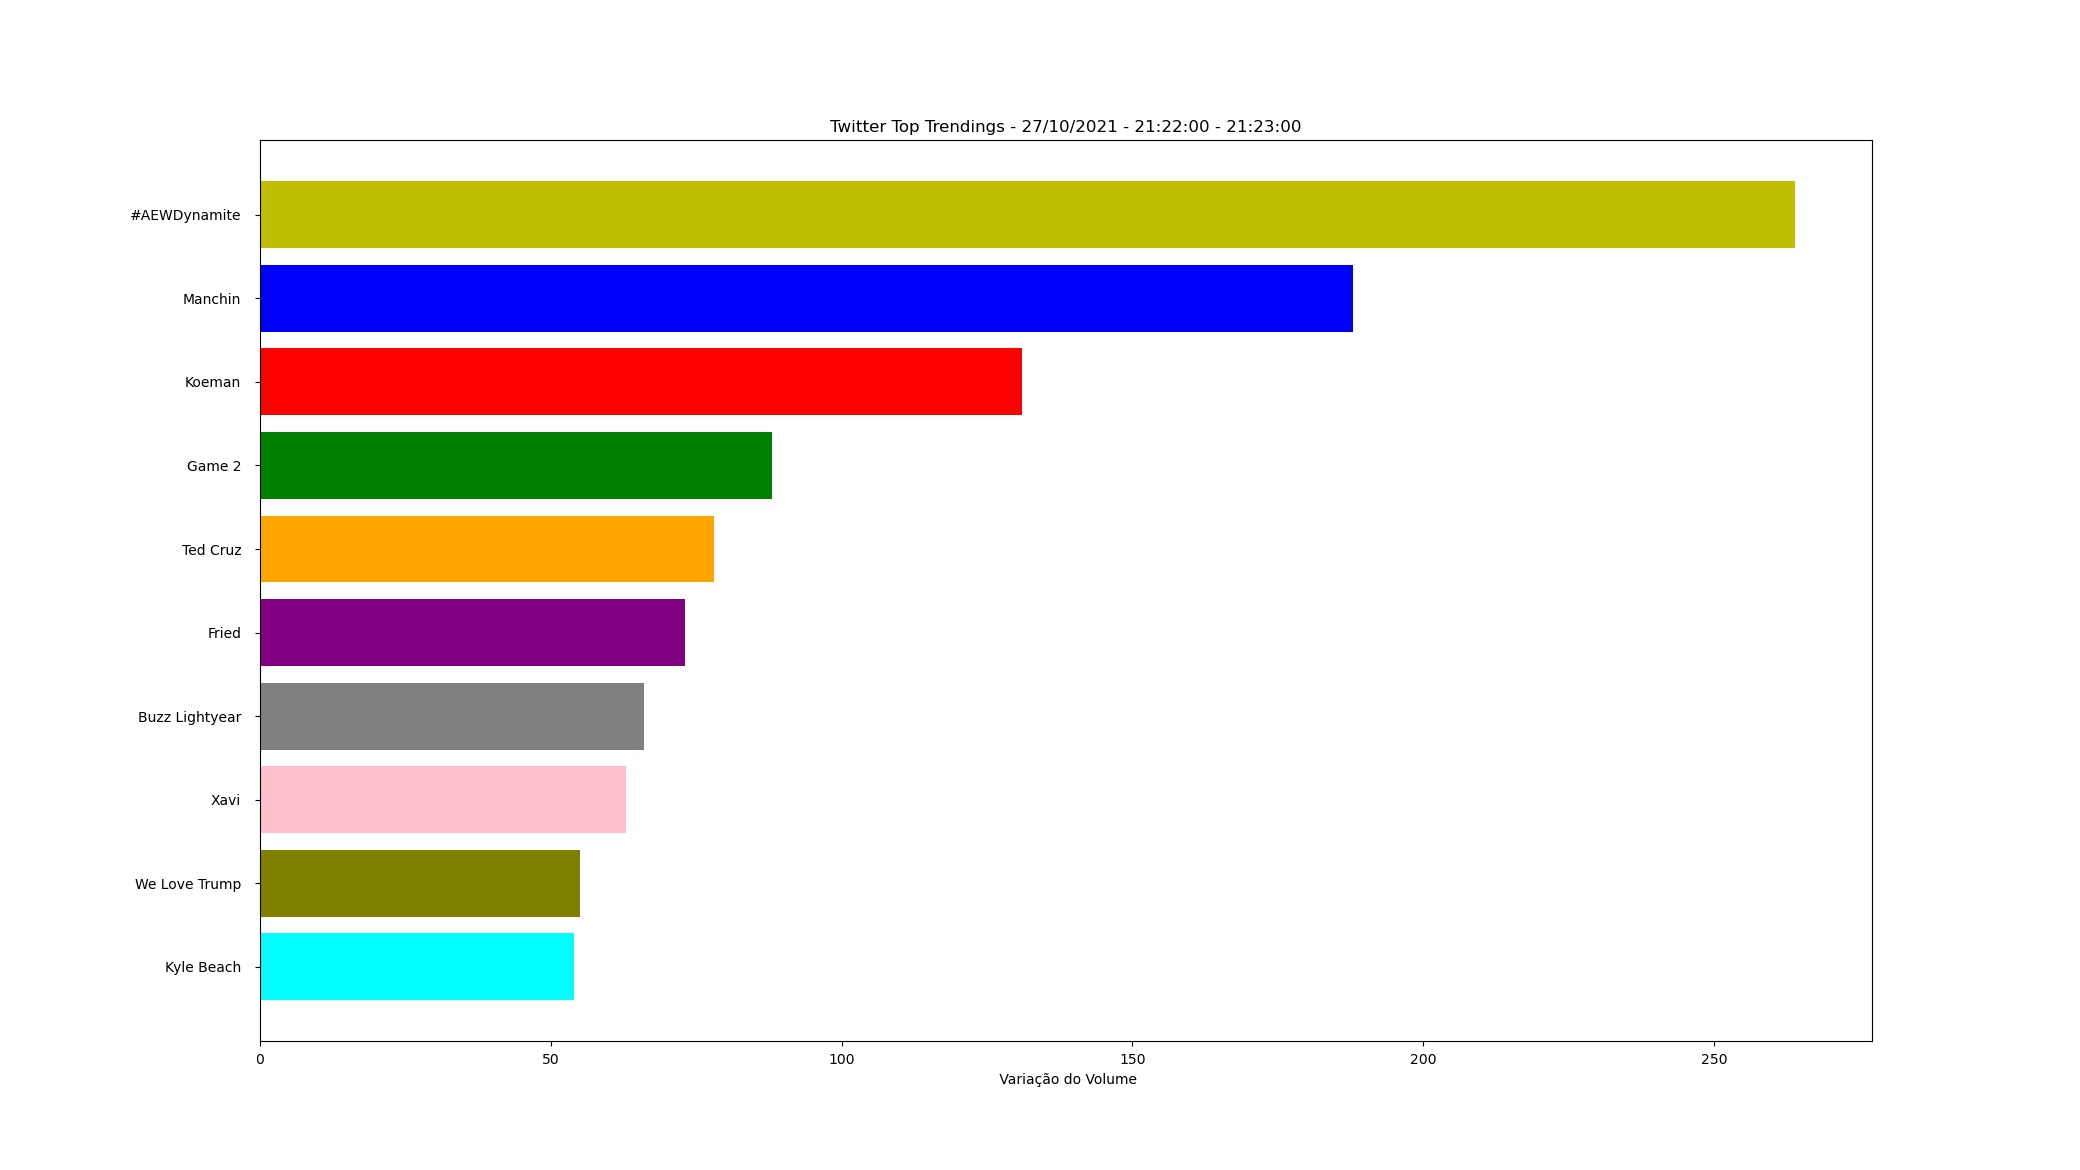 Twitter Top Trendings - 27/10/2021 - 21:22:00 - 21:23:00
#AEWDynamite
Manchin
Koeman
Game 2
Ted Cruz
Fried
Buzz Lightyear
Xavi
We Love Trump
Kyle Beach
0 50 100 150 200 250
Variação do Volume